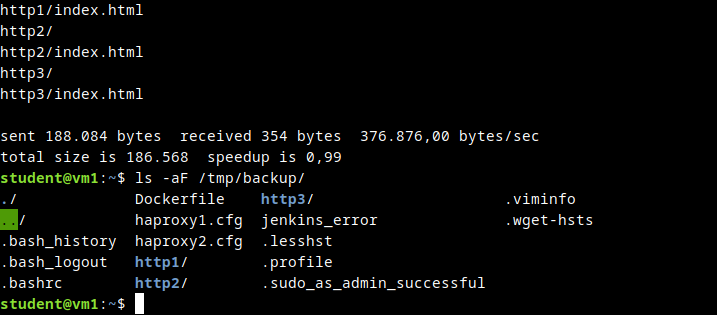 http1/index.html
http2/
http2/index.html
http3/
http3/index.html

sent 188.084 bytes  received 354 bytes  376.876,00 bytes/sec
total size is 186.568  speedup is 0,99
student@vm1:~$ ls -aF /tmp/backup/
./             Dockerfile    http3/                      .viminfo
../            haproxy1.cfg  jenkins_error               .wget-hsts
.bash_history  haproxy2.cfg  .lesshst
.bash_logout   http1/        .profile
.bashrc        http2/        .sudo_as_admin_successful
student@vm1:~$